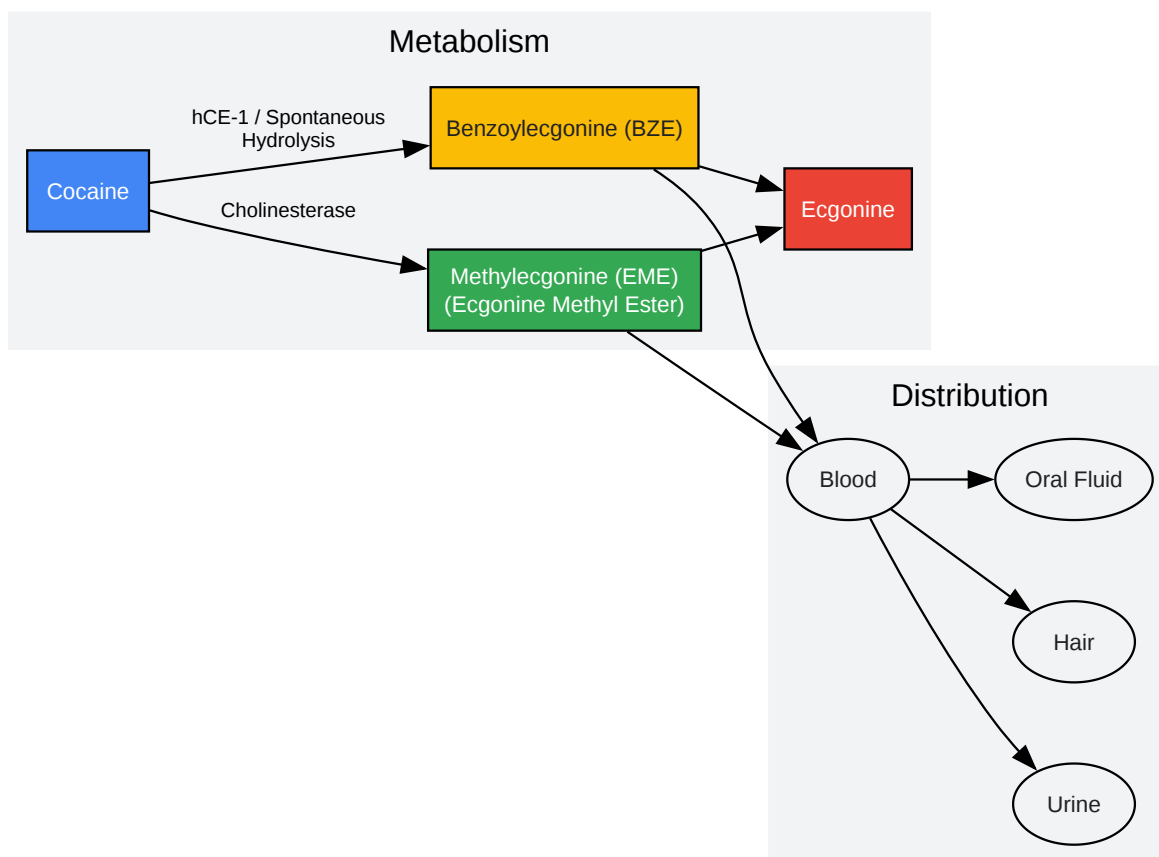 Metabolism
hCE-1 / Spontaneous
Hydrolysis
Benzoylecgonine (BZE)
Cocaine
Cholinesterase
Ecgonine
Methylecgonine (EME)
(Ecgonine Methyl Ester)
Distribution
Blood
Oral Fluid
Hair
Urine